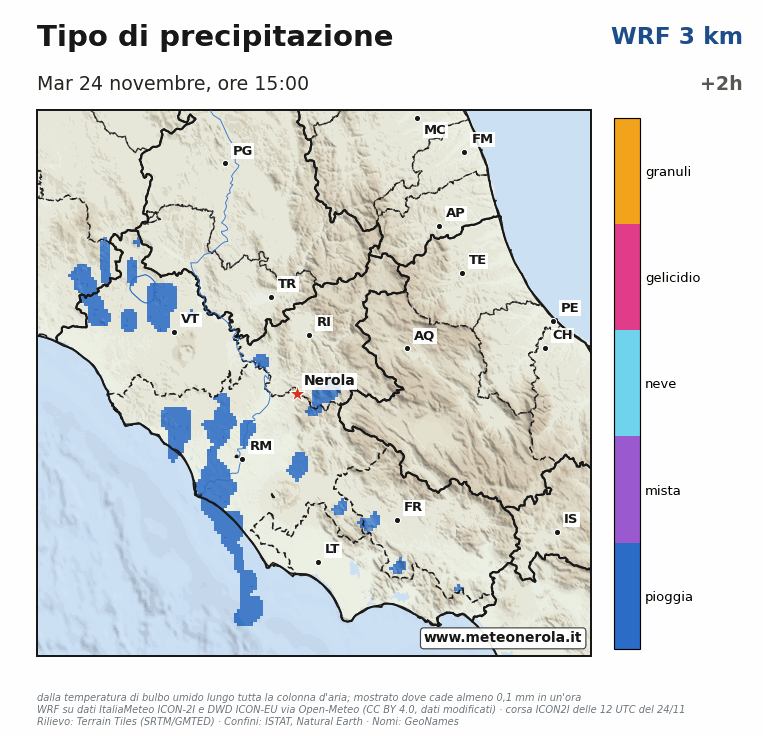 Tipo di precipitazione
WRF 3 km
Mar 24 novembre, ore 15:00
+2h
MC
FM
PG
AP
TE
TR
PE
VT
RI
AQ
CH
Nerola
RM
FR
IS
LT
www.meteonerola.it
granuli
gelicidio
neve
mista
pioggia
dalla temperatura di bulbo umido lungo tutta la colonna d'aria; mostrato dove cade almeno 0,1 mm in un'ora
WRF su dati ItaliaMeteo ICON-2I e DWD ICON-EU via Open-Meteo (CC BY 4.0, dati modificati) · corsa ICON2I delle 12 UTC del 24/11
Rilievo: Terrain Tiles (SRTM/GMTED) · Confini: ISTAT, Natural Earth · Nomi: GeoNames